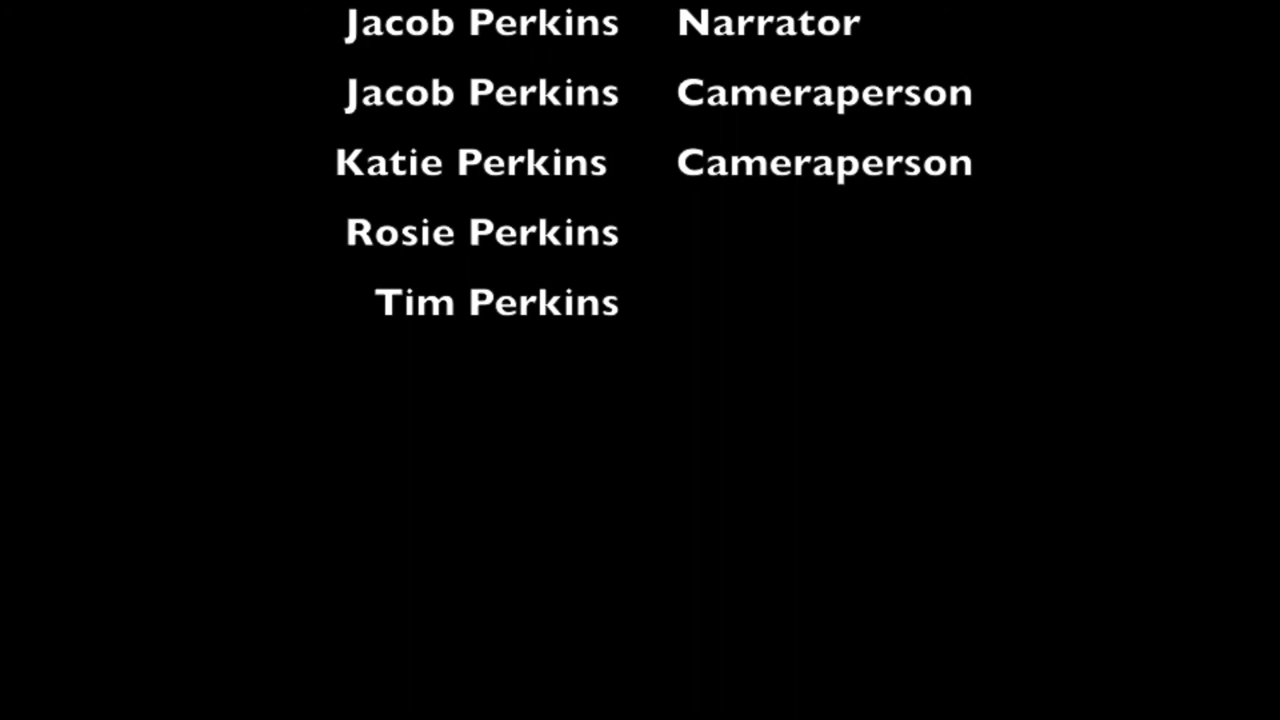 Jacob Perkins Narrator
Jacob Perkins Cameraperson
Katie Perkins Cameraperson
Rosie Perkins
Tim Perkins